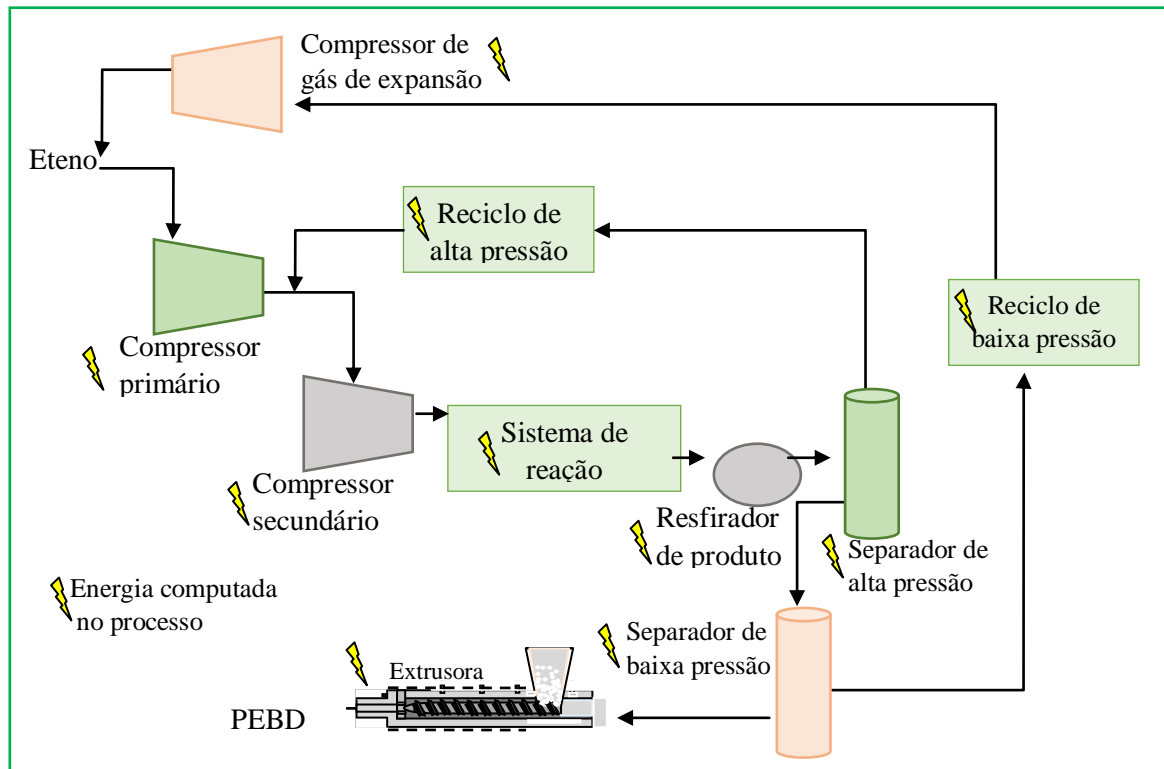 Compressor de
gás de expansão
Eteno
Reciclo de
alta pressão
Reciclo de
baixa pressão
Compressor
primário
Sistema de
reação
Compressor
secundário
Resfirador
de produto
Separador de
alta pressão
Energia computada
no processo
Separador de
baixa pressão
Extrusora
PEBD